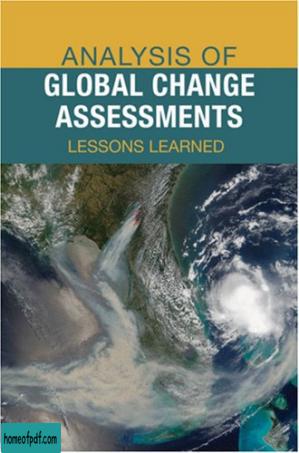 ANALYSIS OF
GLOBAL CHANGE
ASSESSMENTS
LESSONS LEARNED
homeofpdf.com